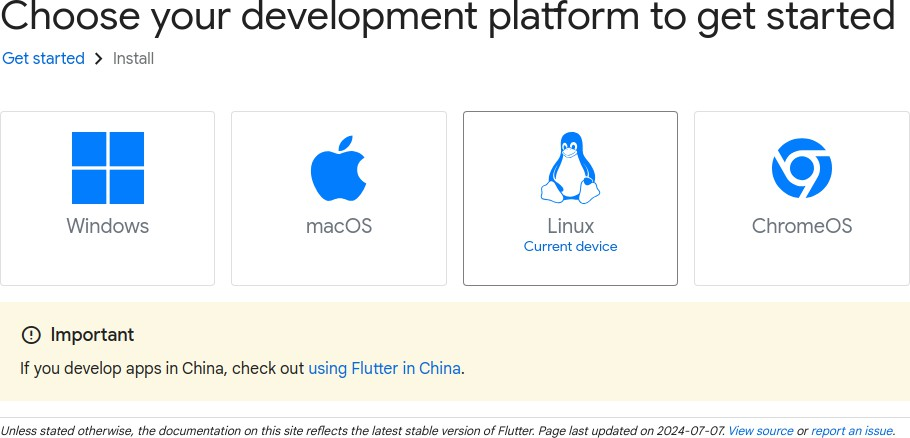 Choose your development platform to get started
Get started > Install
Windows
macOS
Linux
Current device
ChromeOS
Important
If you develop apps in China, check out using Flutter in China.
Unless stated otherwise, the documentation on this site reflects the latest stable version of Flutter. Page last updated on 2024-07-07. View source or report an issue.